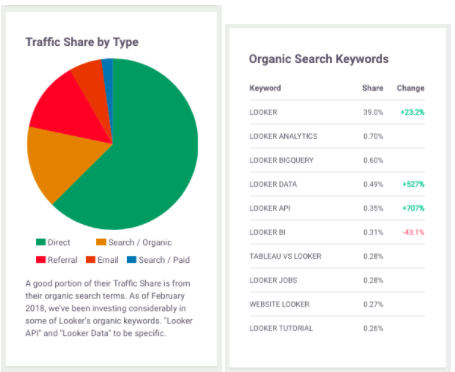 Traffic Share by Type
Direct
Search / Organic
Referral
Email
Search / Paid
A good portion of their Traffic Share is from
their organic search terms. As of February
2018, we've been investing considerably in
some of Looker's organic keywords. "Looker
API" and "Looker Data" to be specific.
Organic Search Keywords
Keyword Share Change
LOOKER 39.0% +23.2%
LOOKER ANALYTICS 0.70%
LOOKER BIGQUERY 0.60%
LOOKER DATA 0.49% +527%
LOOKER API 0.35% +707%
LOOKER BI 0.31% -43.1%
TABLEAU VS LOOKER 0.28%
LOOKER JOBS 0.28%
WEBSITE LOOKER 0.27%
LOOKER TUTORIAL 0.26%